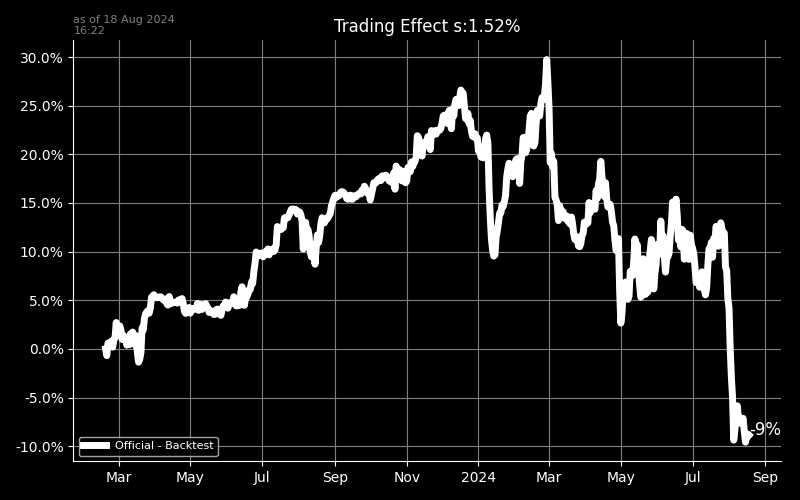 as of 18 Aug 2024
16:22
Trading Effect s:1.52%
30.0%
25.0%
20.0%
15.0%
10.0%
5.0%
0.0%
-5.0%
-10.0%
-9%
Official - Backtest
Mar May Jul Sep Nov 2024 Mar May Jul Sep